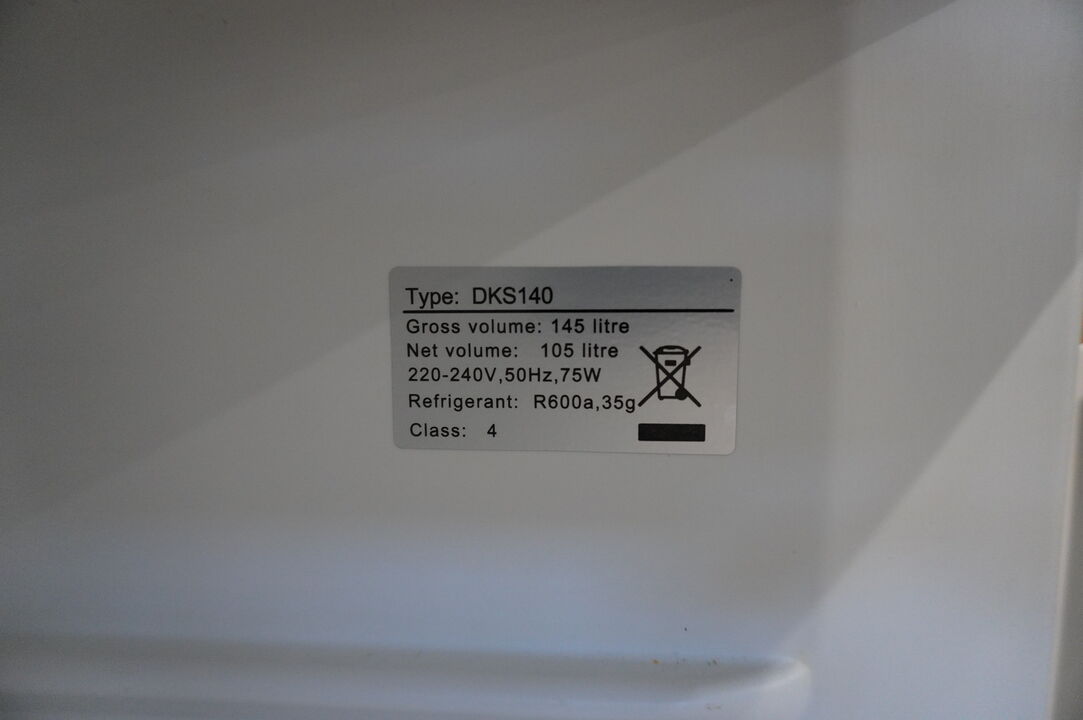 Type: DKS140
Gross volume: 145 litre
Net volume: 105 litre
220-240V,50Hz,75W
Refrigerant: R600a,35g
Class: 4